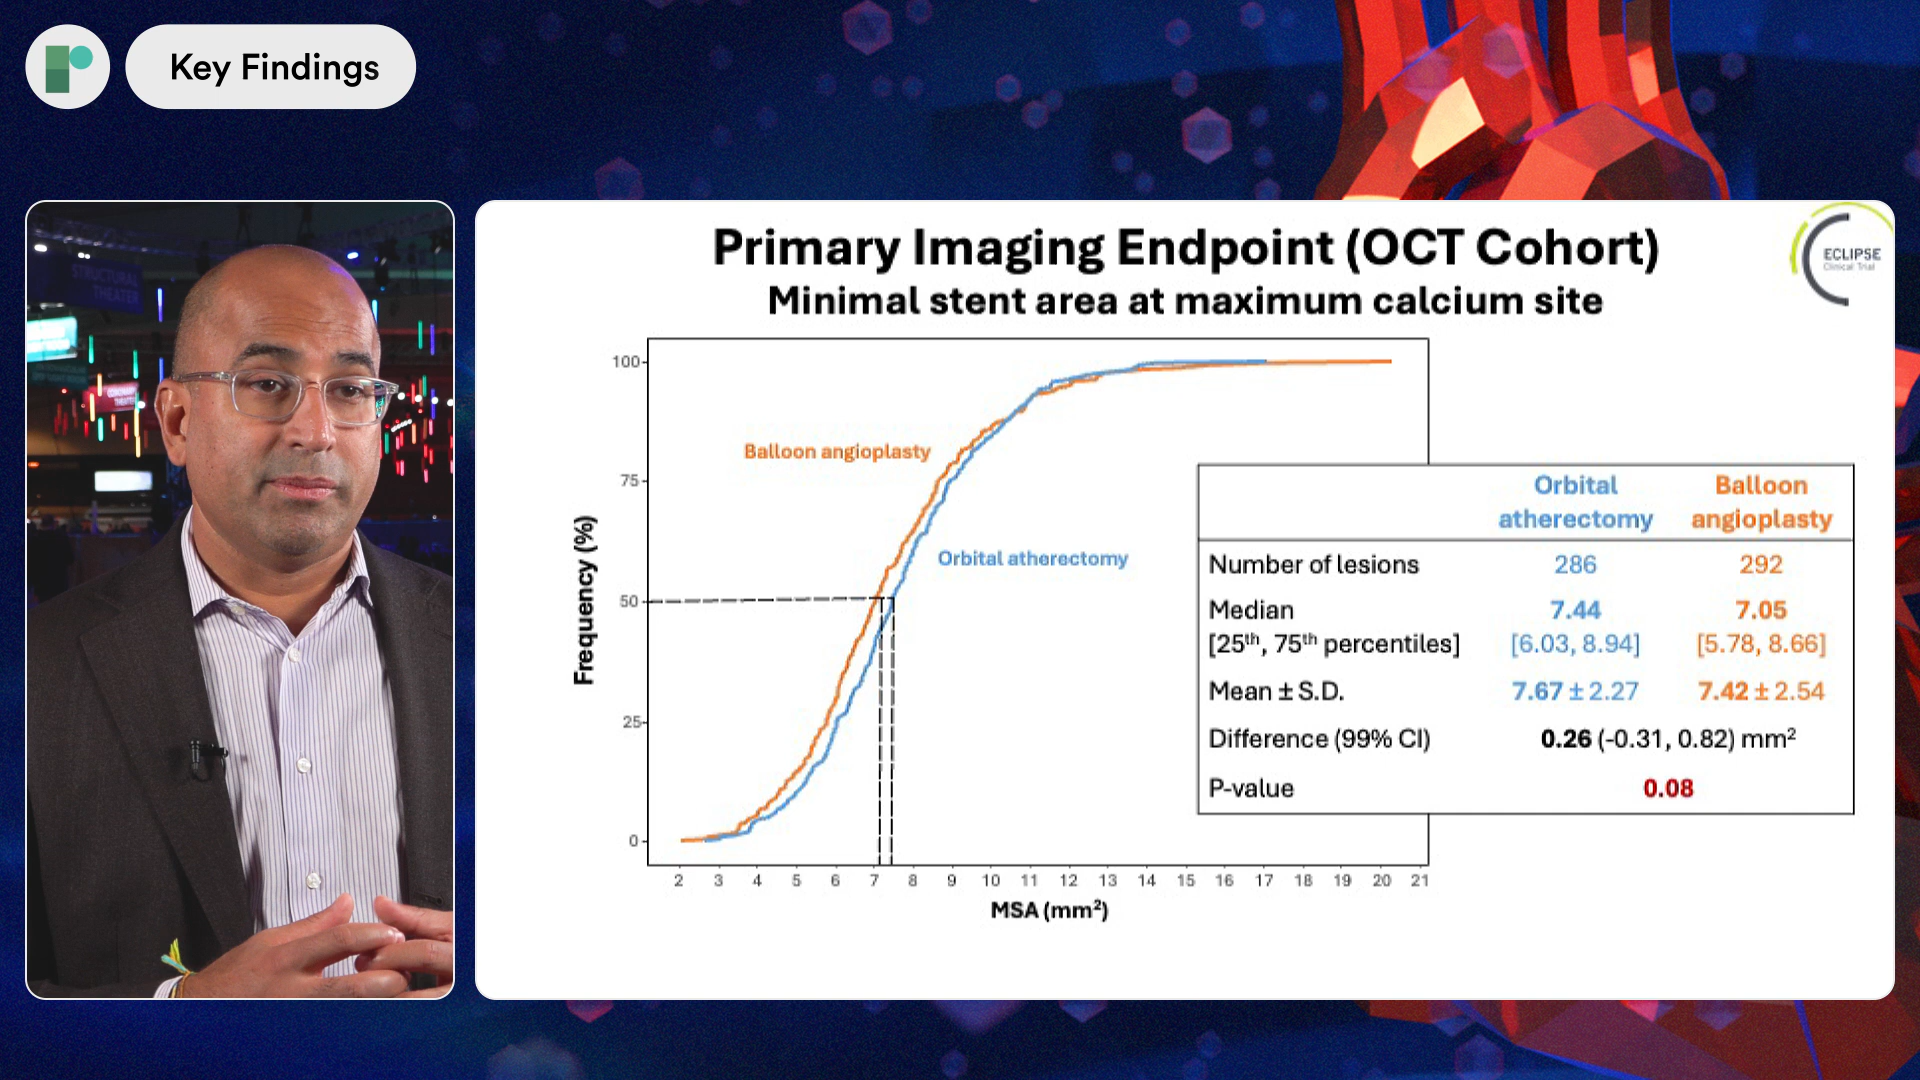 Key Findings
STRUCTURAL
THEATER
Primary Imaging Endpoint (OCT Cohort)
Minimal stent area at maximum calcium site
ECLIPSE
Clinical Trial
100
75
50
25
0
Frequency (%)
Balloon angioplasty
Orbital atherectomy
2 3 4 5 6 7 8 9 10 11 12 13 14 15 16 17 18 19 20 21
MSA (mm²)
Orbital atherectomy Balloon angioplasty
Number of lesions 286 292
Median 7.44 7.05
[25th, 75th percentiles] [6.03, 8.94] [5.78, 8.66]
Mean ± S.D. 7.67 ± 2.27 7.42 ± 2.54
Difference (99% CI) 0.26 (-0.31, 0.82) mm²
P-value 0.08